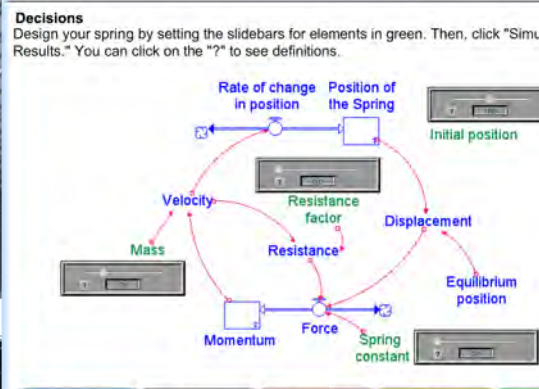 Decisions
Design your spring by setting the slidebars for elements in green. Then, click "Simu
Results." You can click on the "?" to see definitions.
Rate of change
in position
Position of
the Spring
Initial position
Velocity
Resistance
factor
Displacement
Mass
Resistance
Equilibrium
position
Momentum
Force
Spring
constant